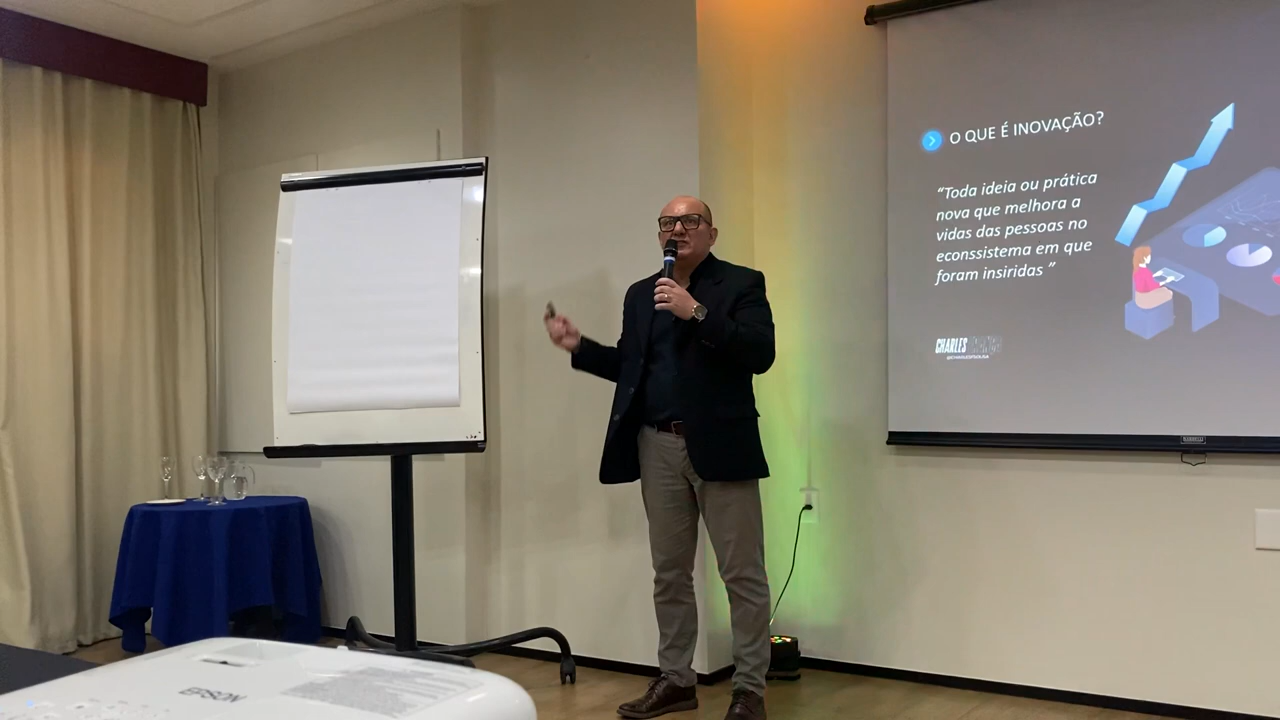 O QUE É INOVAÇÃO?
“Toda ideia ou prática
nova que melhora a
vidas das pessoas no
econssistema em que
foram insiridas ”
CHARLES
EPSON